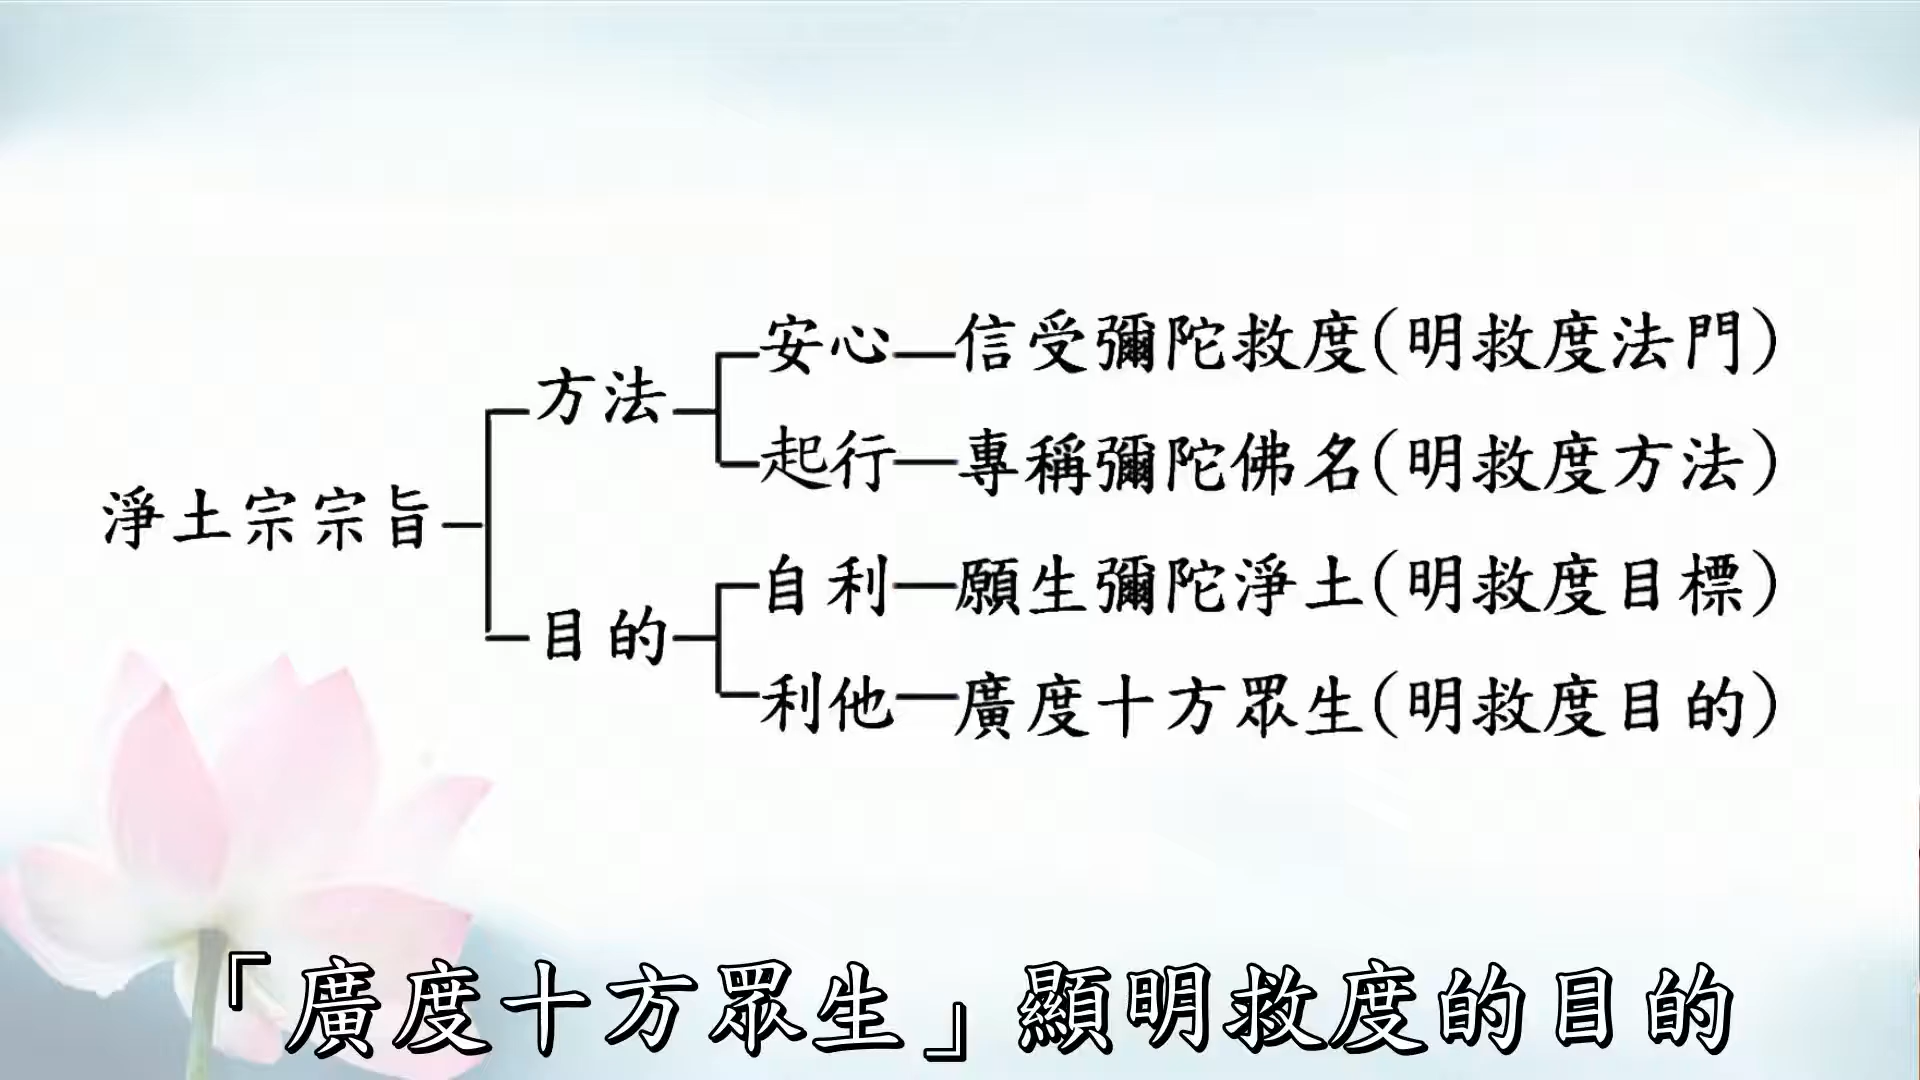 淨土宗宗旨
方法
安心—信受彌陀救度(明救度法門)
起行—專稱彌陀佛名(明救度方法)
目的
自利—願生彌陀淨土(明救度目標)
利他—廣度十方眾生(明救度目的)
「廣度十方眾生」顯明救度的目的